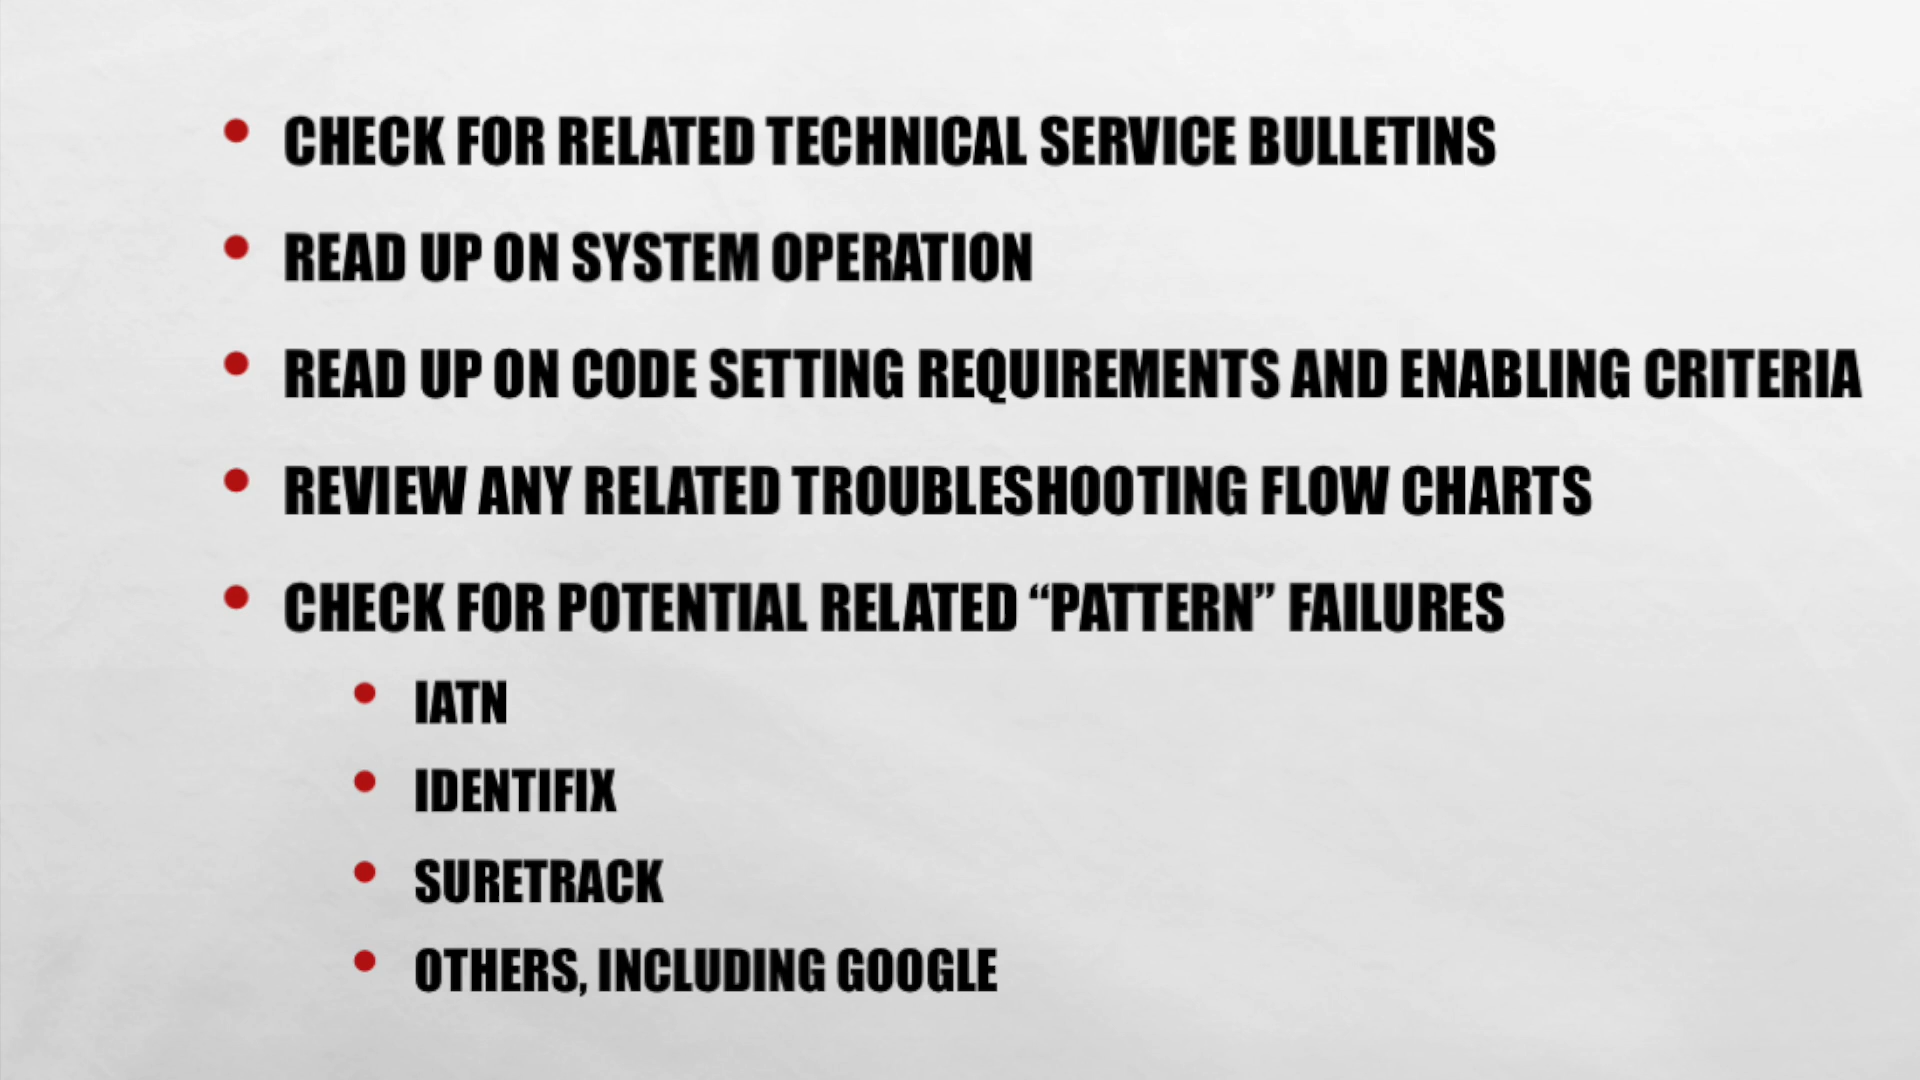 CHECK FOR RELATED TECHNICAL SERVICE BULLETINS
READ UP ON SYSTEM OPERATION
READ UP ON CODE SETTING REQUIREMENTS AND ENABLING CRITERIA
REVIEW ANY RELATED TROUBLESHOOTING FLOW CHARTS
CHECK FOR POTENTIAL RELATED “PATTERN” FAILURES
IATN
IDENTIFIX
SURETRACK
OTHERS, INCLUDING GOOGLE